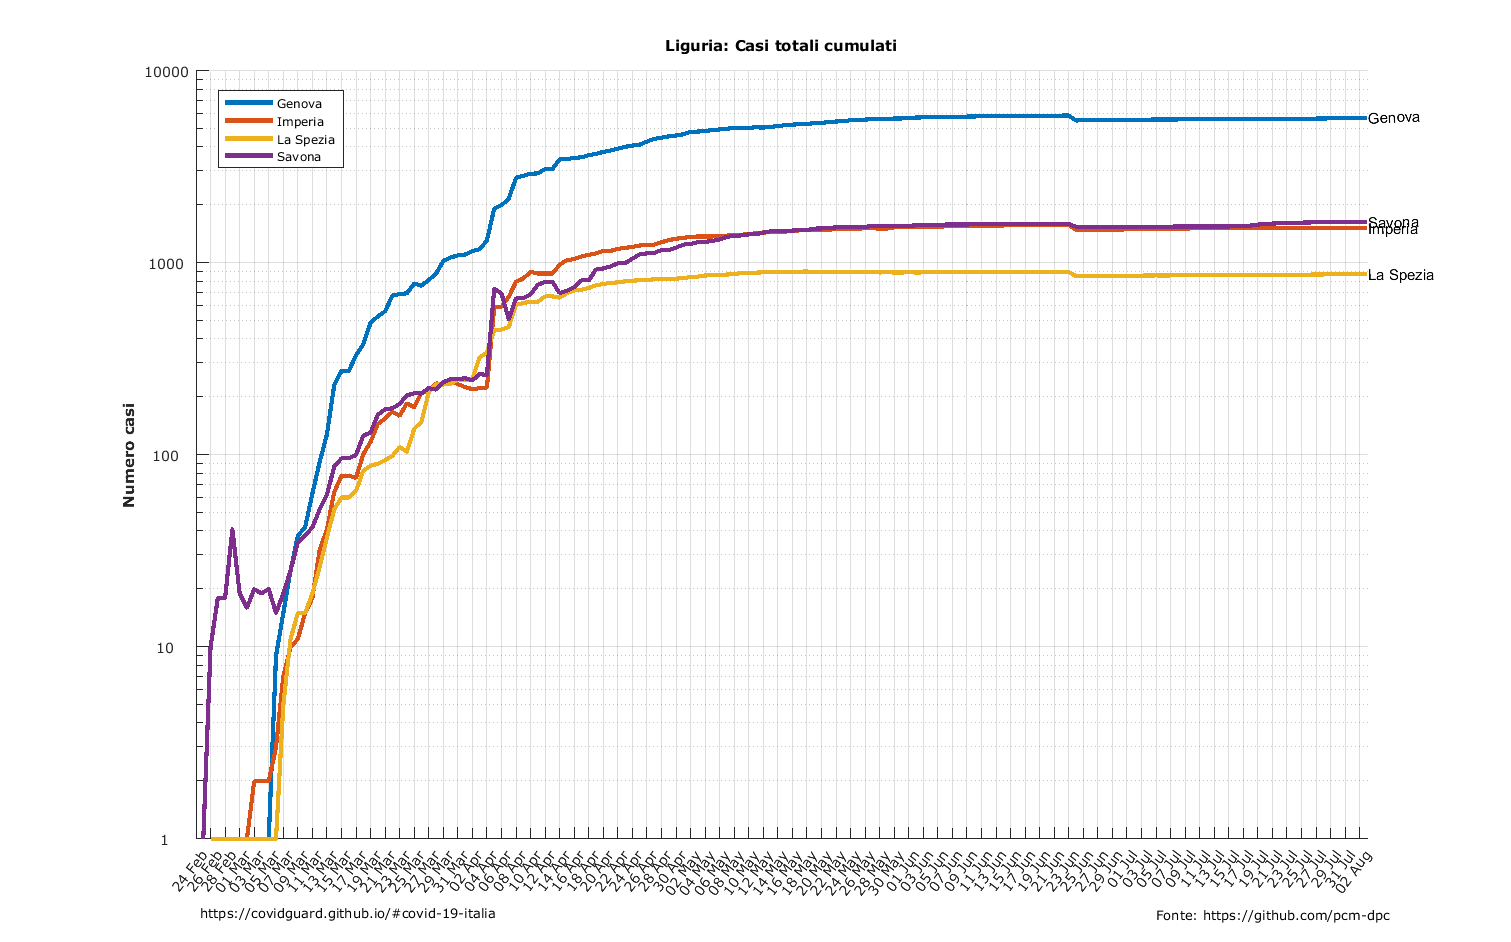 Liguria: Casi totali cumulati
10000
1000
100
10
1
Numero casi
Genova
Imperia
La Spezia
Savona
Genova
Savona
Imperia
La Spezia
24 Feb
26 Feb
28 Feb
01 Mar
03 Mar
05 Mar
07 Mar
09 Mar
11 Mar
13 Mar
15 Mar
17 Mar
19 Mar
21 Mar
23 Mar
25 Mar
27 Mar
29 Mar
31 Mar
02 Apr
04 Apr
06 Apr
08 Apr
10 Apr
12 Apr
14 Apr
16 Apr
18 Apr
20 Apr
22 Apr
24 Apr
26 Apr
28 Apr
30 Apr
02 May
04 May
06 May
08 May
10 May
12 May
14 May
16 May
18 May
20 May
22 May
24 May
26 May
28 May
30 May
01 Jun
03 Jun
05 Jun
07 Jun
09 Jun
11 Jun
13 Jun
15 Jun
17 Jun
19 Jun
21 Jun
23 Jun
25 Jun
27 Jun
29 Jun
01 Jul
03 Jul
05 Jul
07 Jul
09 Jul
11 Jul
13 Jul
15 Jul
17 Jul
19 Jul
21 Jul
23 Jul
25 Jul
27 Jul
29 Jul
31 Jul
02 Aug
https://covidguard.github.io/#covid-19-italia
Fonte: https://github.com/pcm-dpc